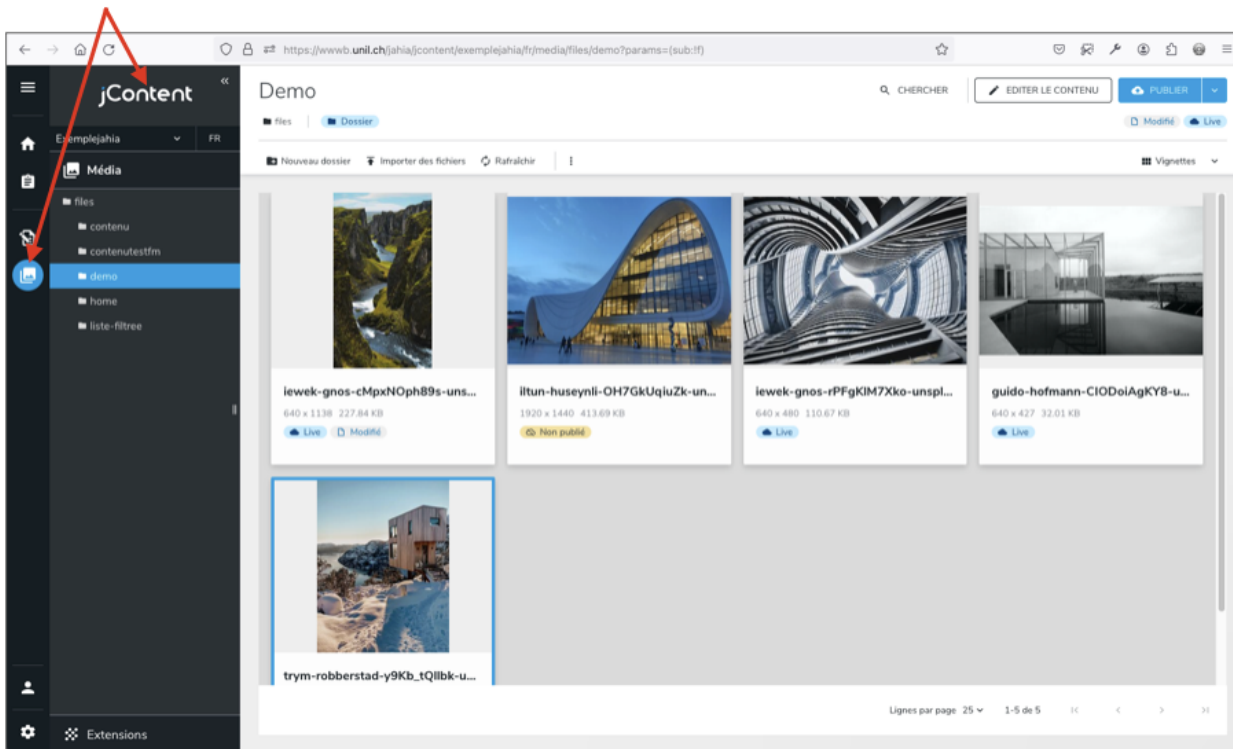 https://wwwb.unil.ch/jahia/jcontent/exemplejahia/fr/media/files/demo?params=(sub:!f)
jContent
«
Exemplejahia
FR
Média
files
contenu
contenutestfm
demo
home
liste-filtree
Extensions
Demo
CHERCHER
EDITER LE CONTENU
PUBLIER
files
Dossier
Modifié
Live
Nouveau dossier
Importer des fichiers
Rafraîchir
Vignettes
iewek-gnos-cMpxNOph89s-uns...
640 x 1138 227.84 KB
Live Modifié
iltun-huseynli-OH7GkUqiuZk-un...
1920 x 1440 413.69 KB
Non publié
iewek-gnos-rPFgKIM7Xko-unspl...
640 x 480 110.67 KB
Live
guido-hofmann-CIODoiAgKY8-u...
640 x 427 32.01 KB
Live
trym-robberstad-y9Kb_tQIlbk-u...
Lignes par page 25
1-5 de 5